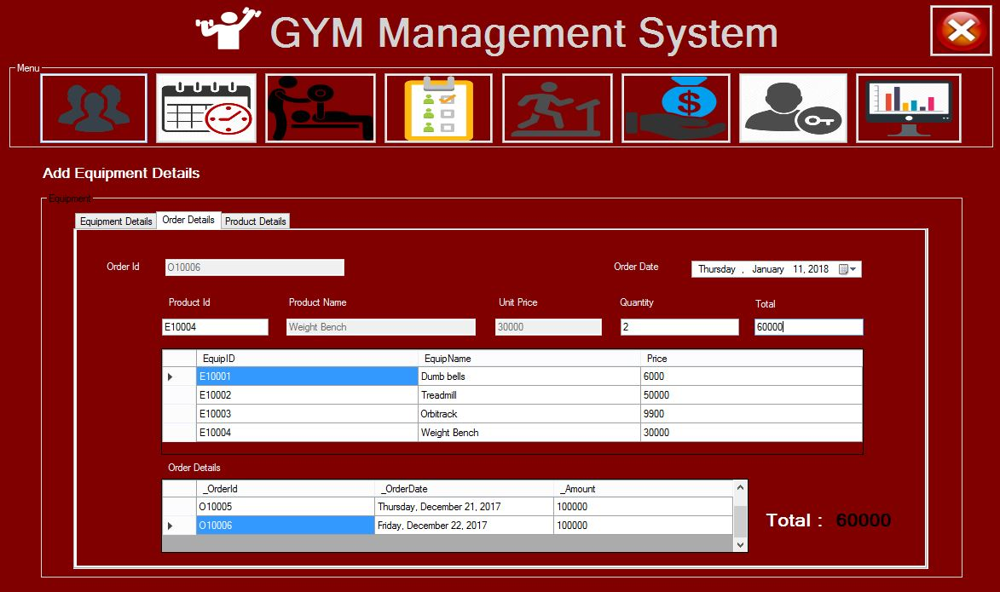 GYM Management System
Menu
$
Add Equipment Details
Equipment
Equipment Details Order Details Product Details
Order Id O10006 Order Date Thursday , January 11, 2018
Product Id Product Name Unit Price Quantity Total
E10004 Weight Bench 30000 2 60000
EquipID EquipName Price
E10001 Dumb bells 6000
E10002 Treadmill 50000
E10003 Orbitrack 9900
E10004 Weight Bench 30000
Order Details
_OrderId _OrderDate _Amount
O10005 Thursday, December 21, 2017 100000
O10006 Friday, December 22, 2017 100000
Total : 60000